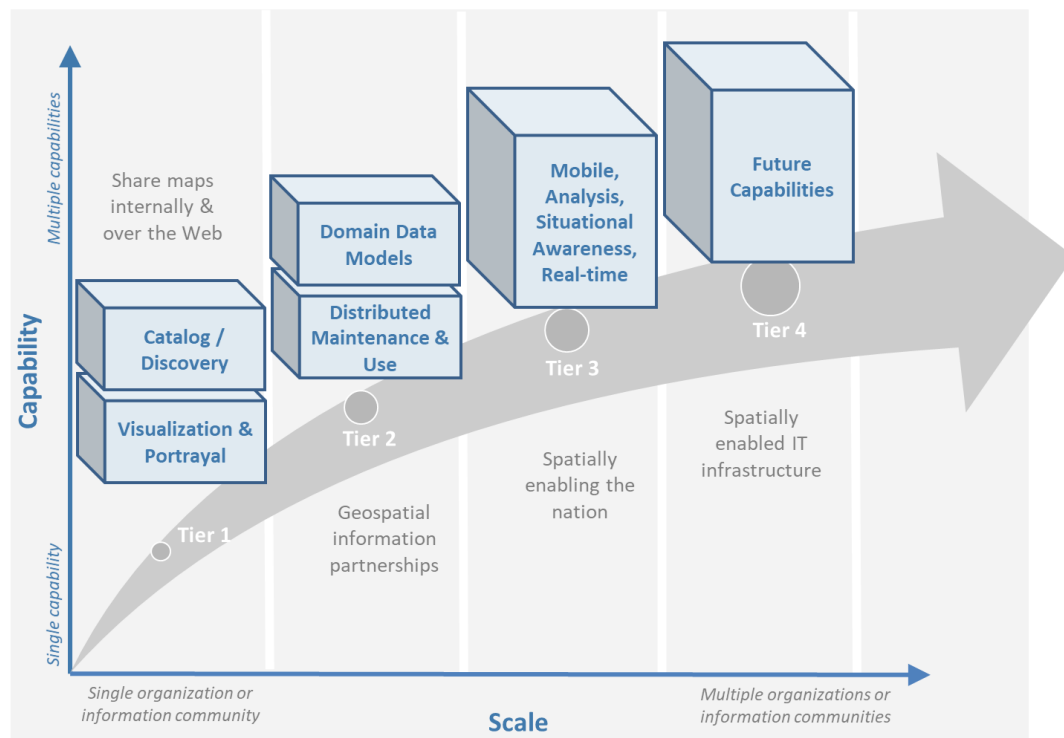 Multiple capabilities
Capability
Single capability
Share maps
internally &
over the Web
Catalog /
Discovery
Visualization &
Portrayal
Tier 1
Domain Data
Models
Distributed
Maintenance &
Use
Tier 2
Geospatial
information
partnerships
Mobile,
Analysis,
Situational
Awareness,
Real-time
Tier 3
Spatially
enabling the
nation
Future
Capabilities
Tier 4
Spatially
enabled IT
infrastructure
Single organization or
information community
Scale
Multiple organizations or
information communities